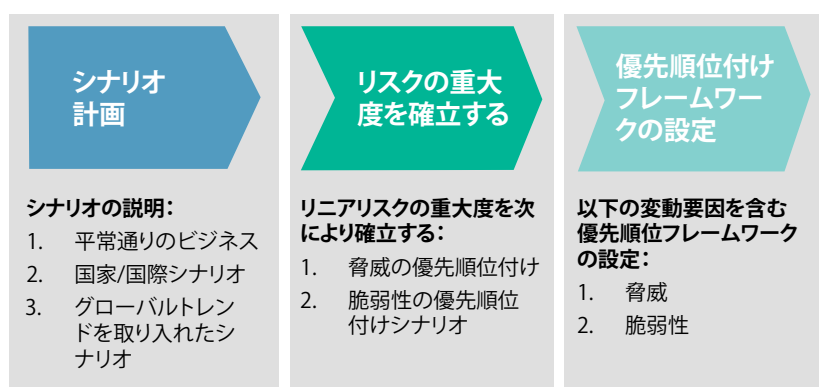 シナリオ
計画
シナリオの説明：
1. 平常通りのビジネス
2. 国家/国際シナリオ
3. グローバルトレン
ドを取り入れたシ
ナリオ
リスクの重大
度を確立する
リニアリスクの重大度を次
により確立する：
1. 脅威の優先順位付け
2. 脆弱性の優先順位
付けシナリオ
優先順位付け
フレームワー
クの設定
以下の変動要因を含む
優先順位フレームワーク
の設定：
1. 脅威
2. 脆弱性